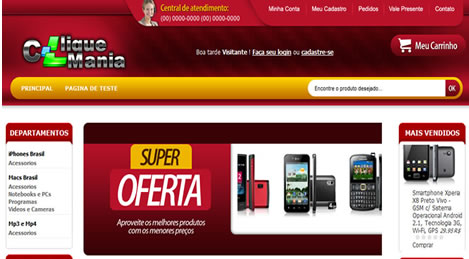 Central de atendimento:
(00) 0000-0000 (00) 0000-0000
Minha Conta
Meu Cadastro
Pedidos
Vale Presente
Contato
Clique
Mania
Boa tarde Visitante ! Faça seu login ou cadastre-se
Meu Carrinho
PRINCIPAL
PAGINA DE TESTE
Encontre o produto desejado...
OK
DEPARTAMENTOS
iPhones Brasil
Acessorios
Macs Brasil
Acessorios
Notebooks e PCs
Programas
Videos e Cameras
Mp3 e Mp4
Acessorios
SUPER
OFERTA
Aproveite os melhores produtos
com os menores preços
MAIS VENDIDOS
Smartphone Xperia
X8 Preto Vivo -
GSM c/ Sistema
Operacional Android
2.1, Tecnologia 3G,
Wi-Fi, GPS
Comprar